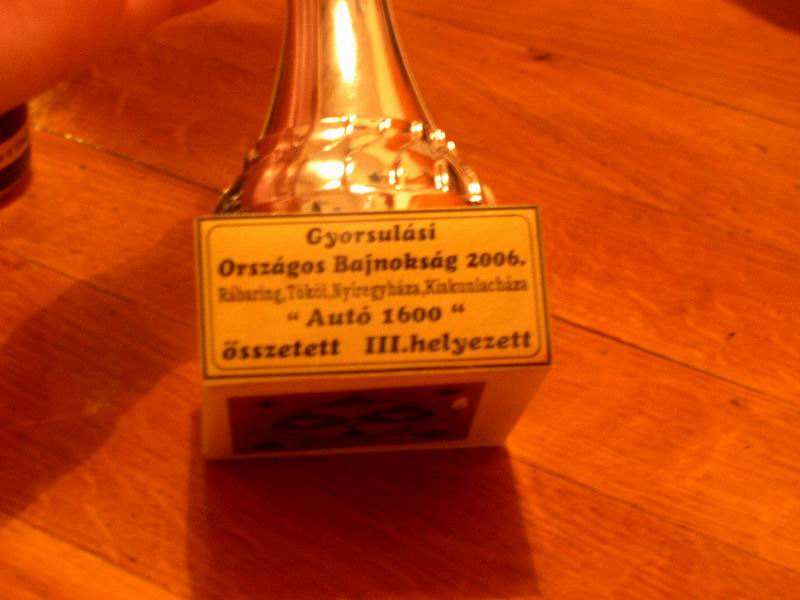 Gyorsulási
Országos Bajnokság 2006.
Rábaring,Tököl,Nyíregyháza,Kiskunlacháza
“ Autó 1600 “
összetett III.helyezett